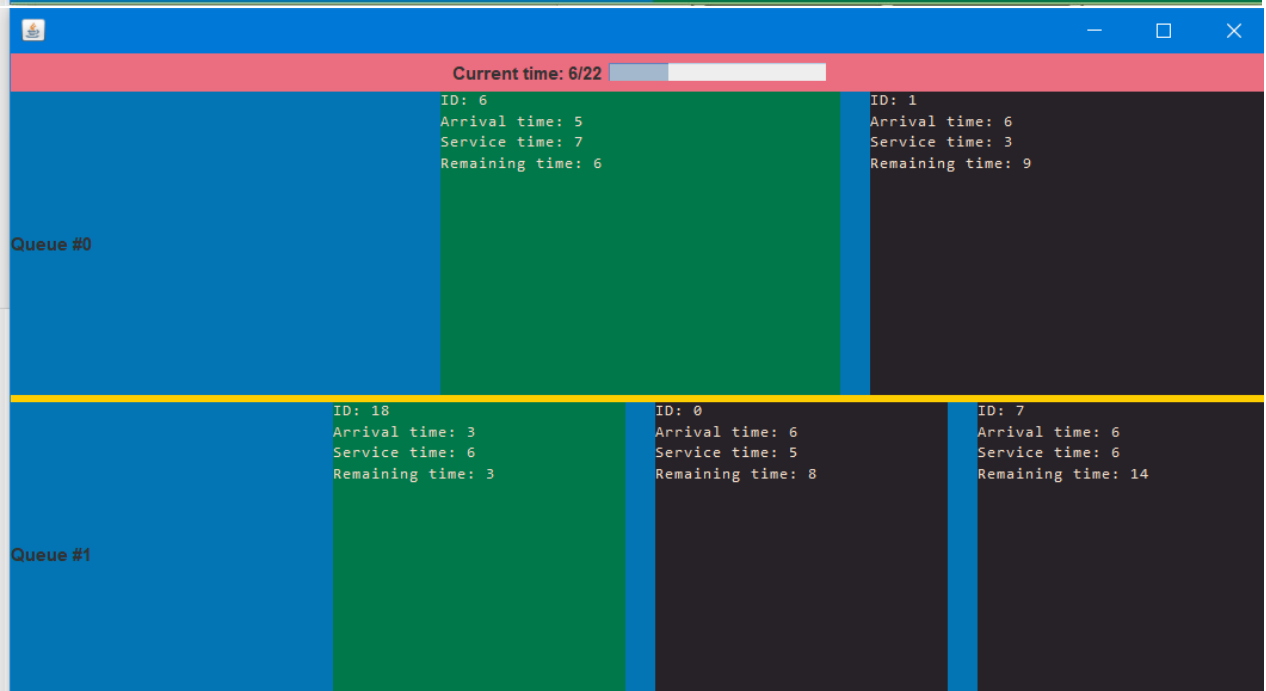 Current time: 6/22
Queue #0
ID: 6
Arrival time: 5
Service time: 7
Remaining time: 6
ID: 1
Arrival time: 6
Service time: 3
Remaining time: 9
Queue #1
ID: 18
Arrival time: 3
Service time: 6
Remaining time: 3
ID: 0
Arrival time: 6
Service time: 5
Remaining time: 8
ID: 7
Arrival time: 6
Service time: 6
Remaining time: 14